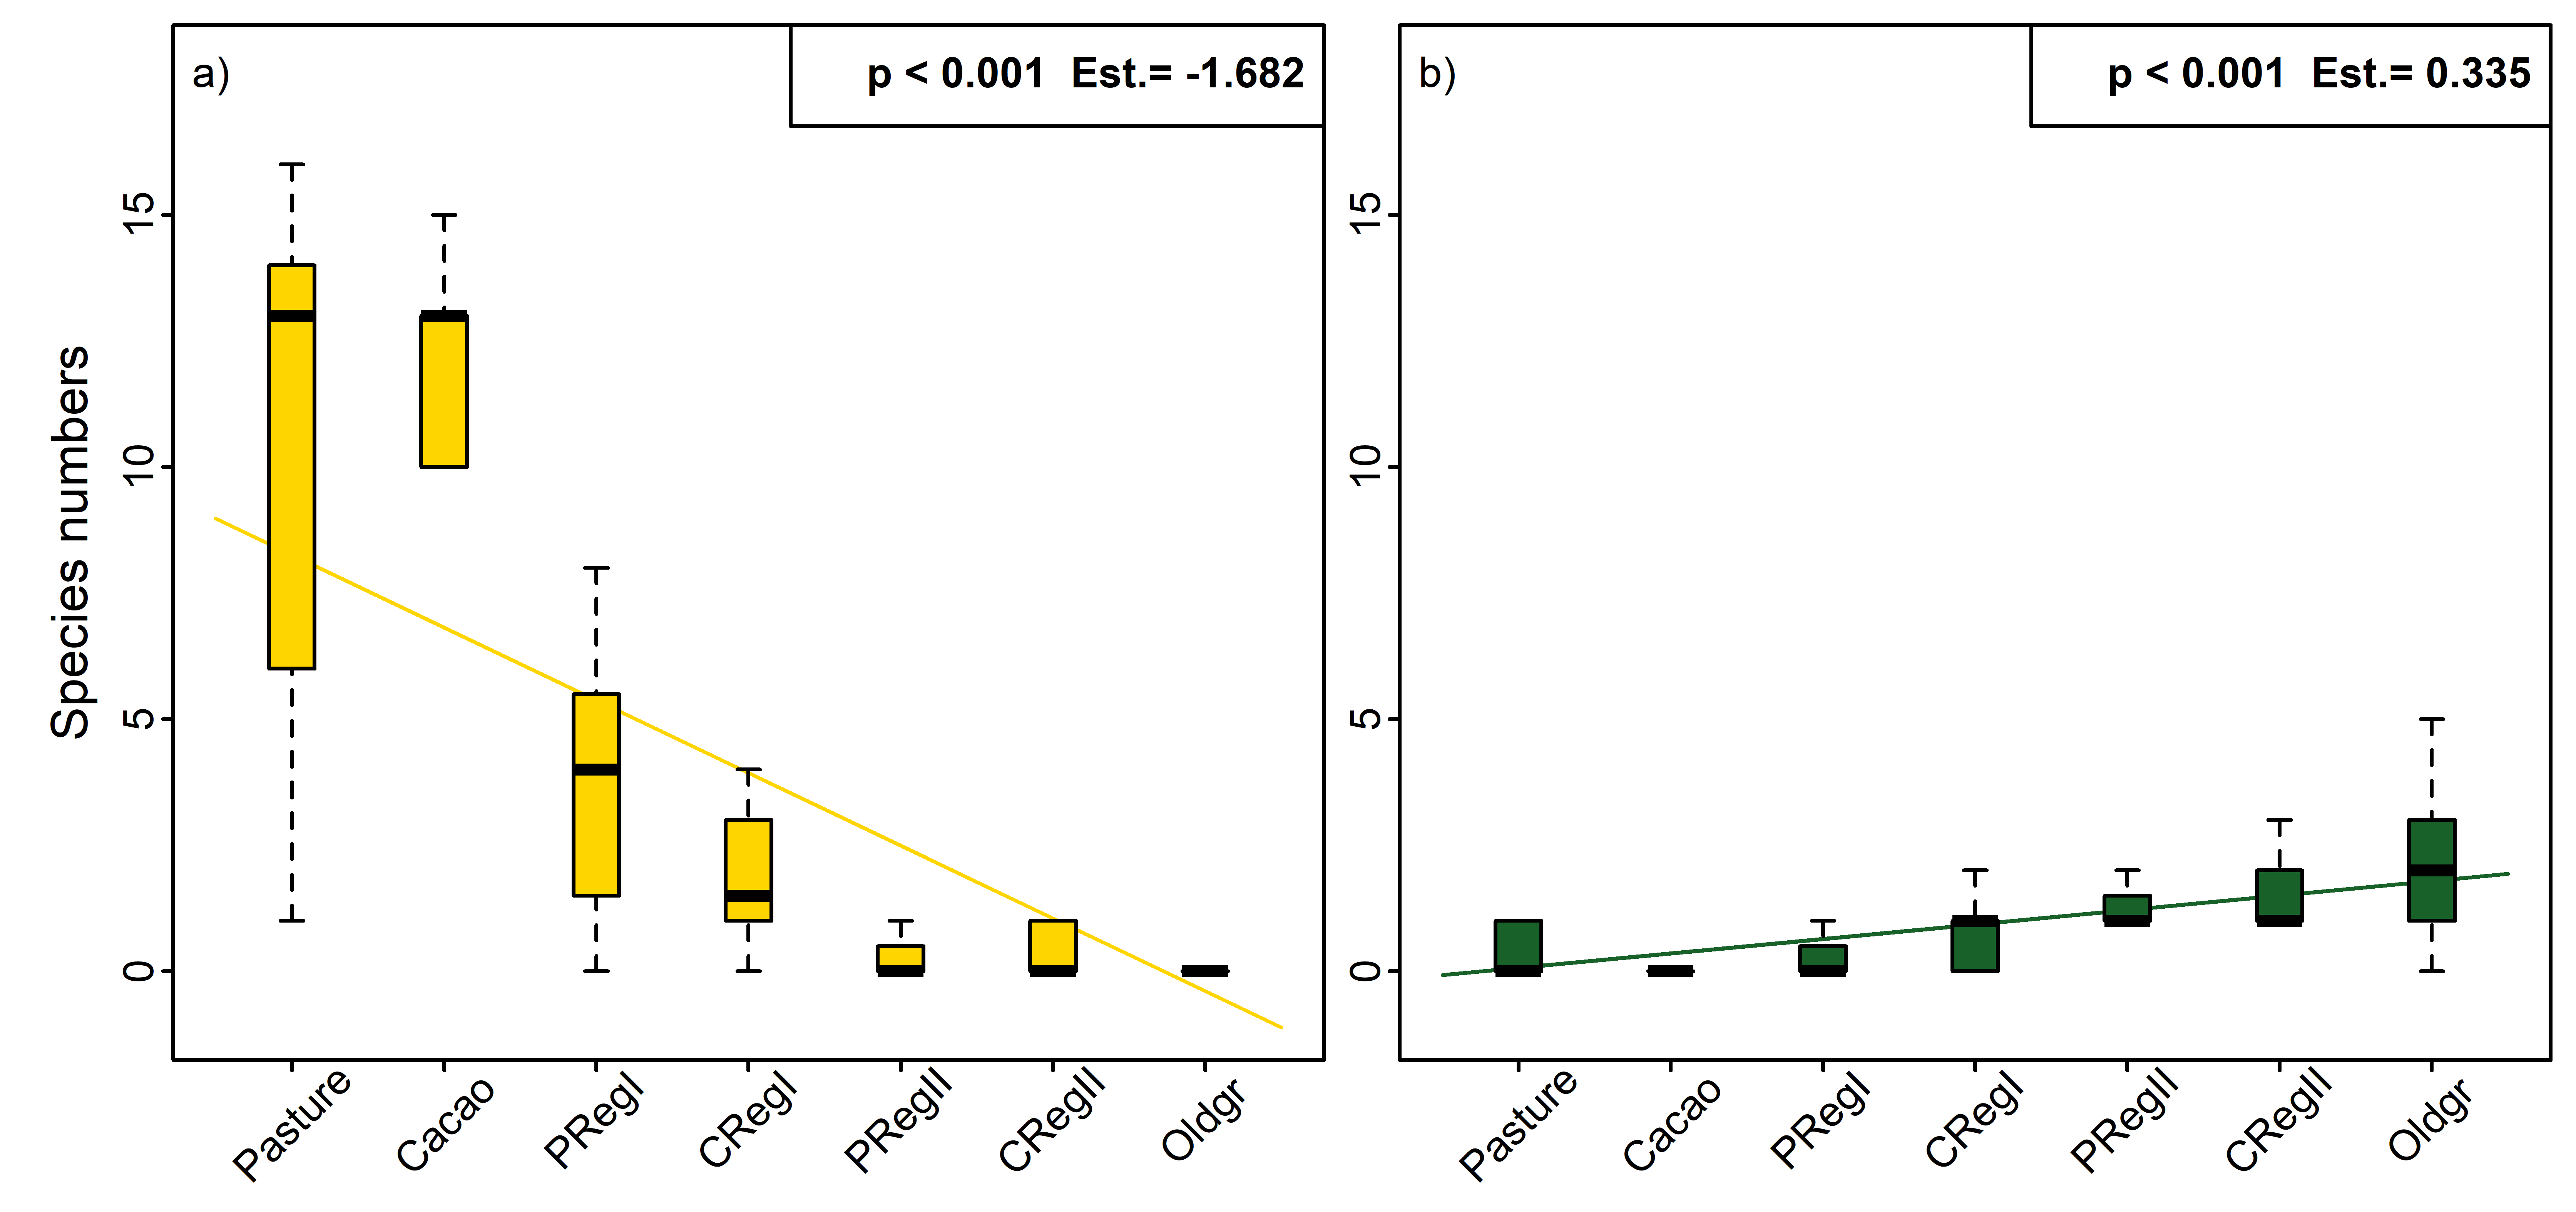 a)
p < 0.001 Est.= -1.682
Species numbers
15
10
5
0
Pasture
Cacao
PRegI
CRegI
PRegII
CRegII
Oldgr
b)
p < 0.001 Est.= 0.335
15
10
5
0
Pasture
Cacao
PRegI
CRegI
PRegII
CRegII
Oldgr